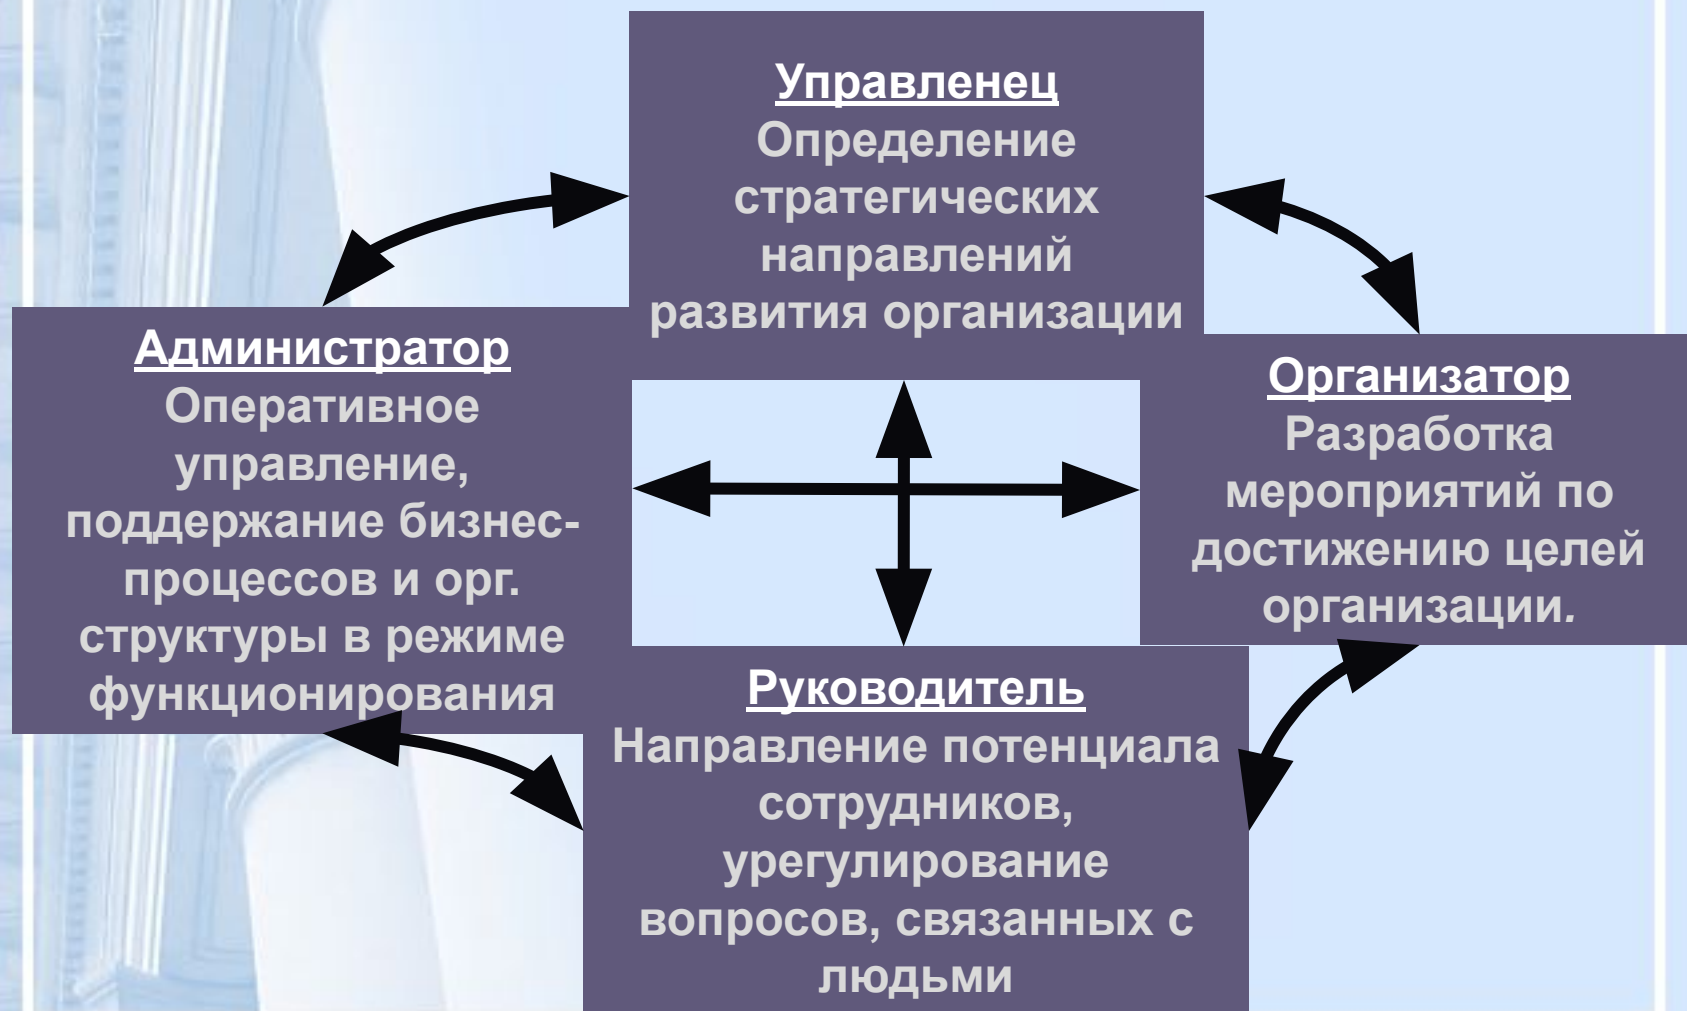 Управленец
Определение
стратегических
направлений
развития организации
Администратор
Оперативное
управление,
поддержание бизнес-
процессов и орг.
структуры в режиме
функционирования
Организатор
Разработка
мероприятий по
достижению целей
организации.
Руководитель
Направление потенциала
сотрудников,
урегулирование
вопросов, связанных с
людьми